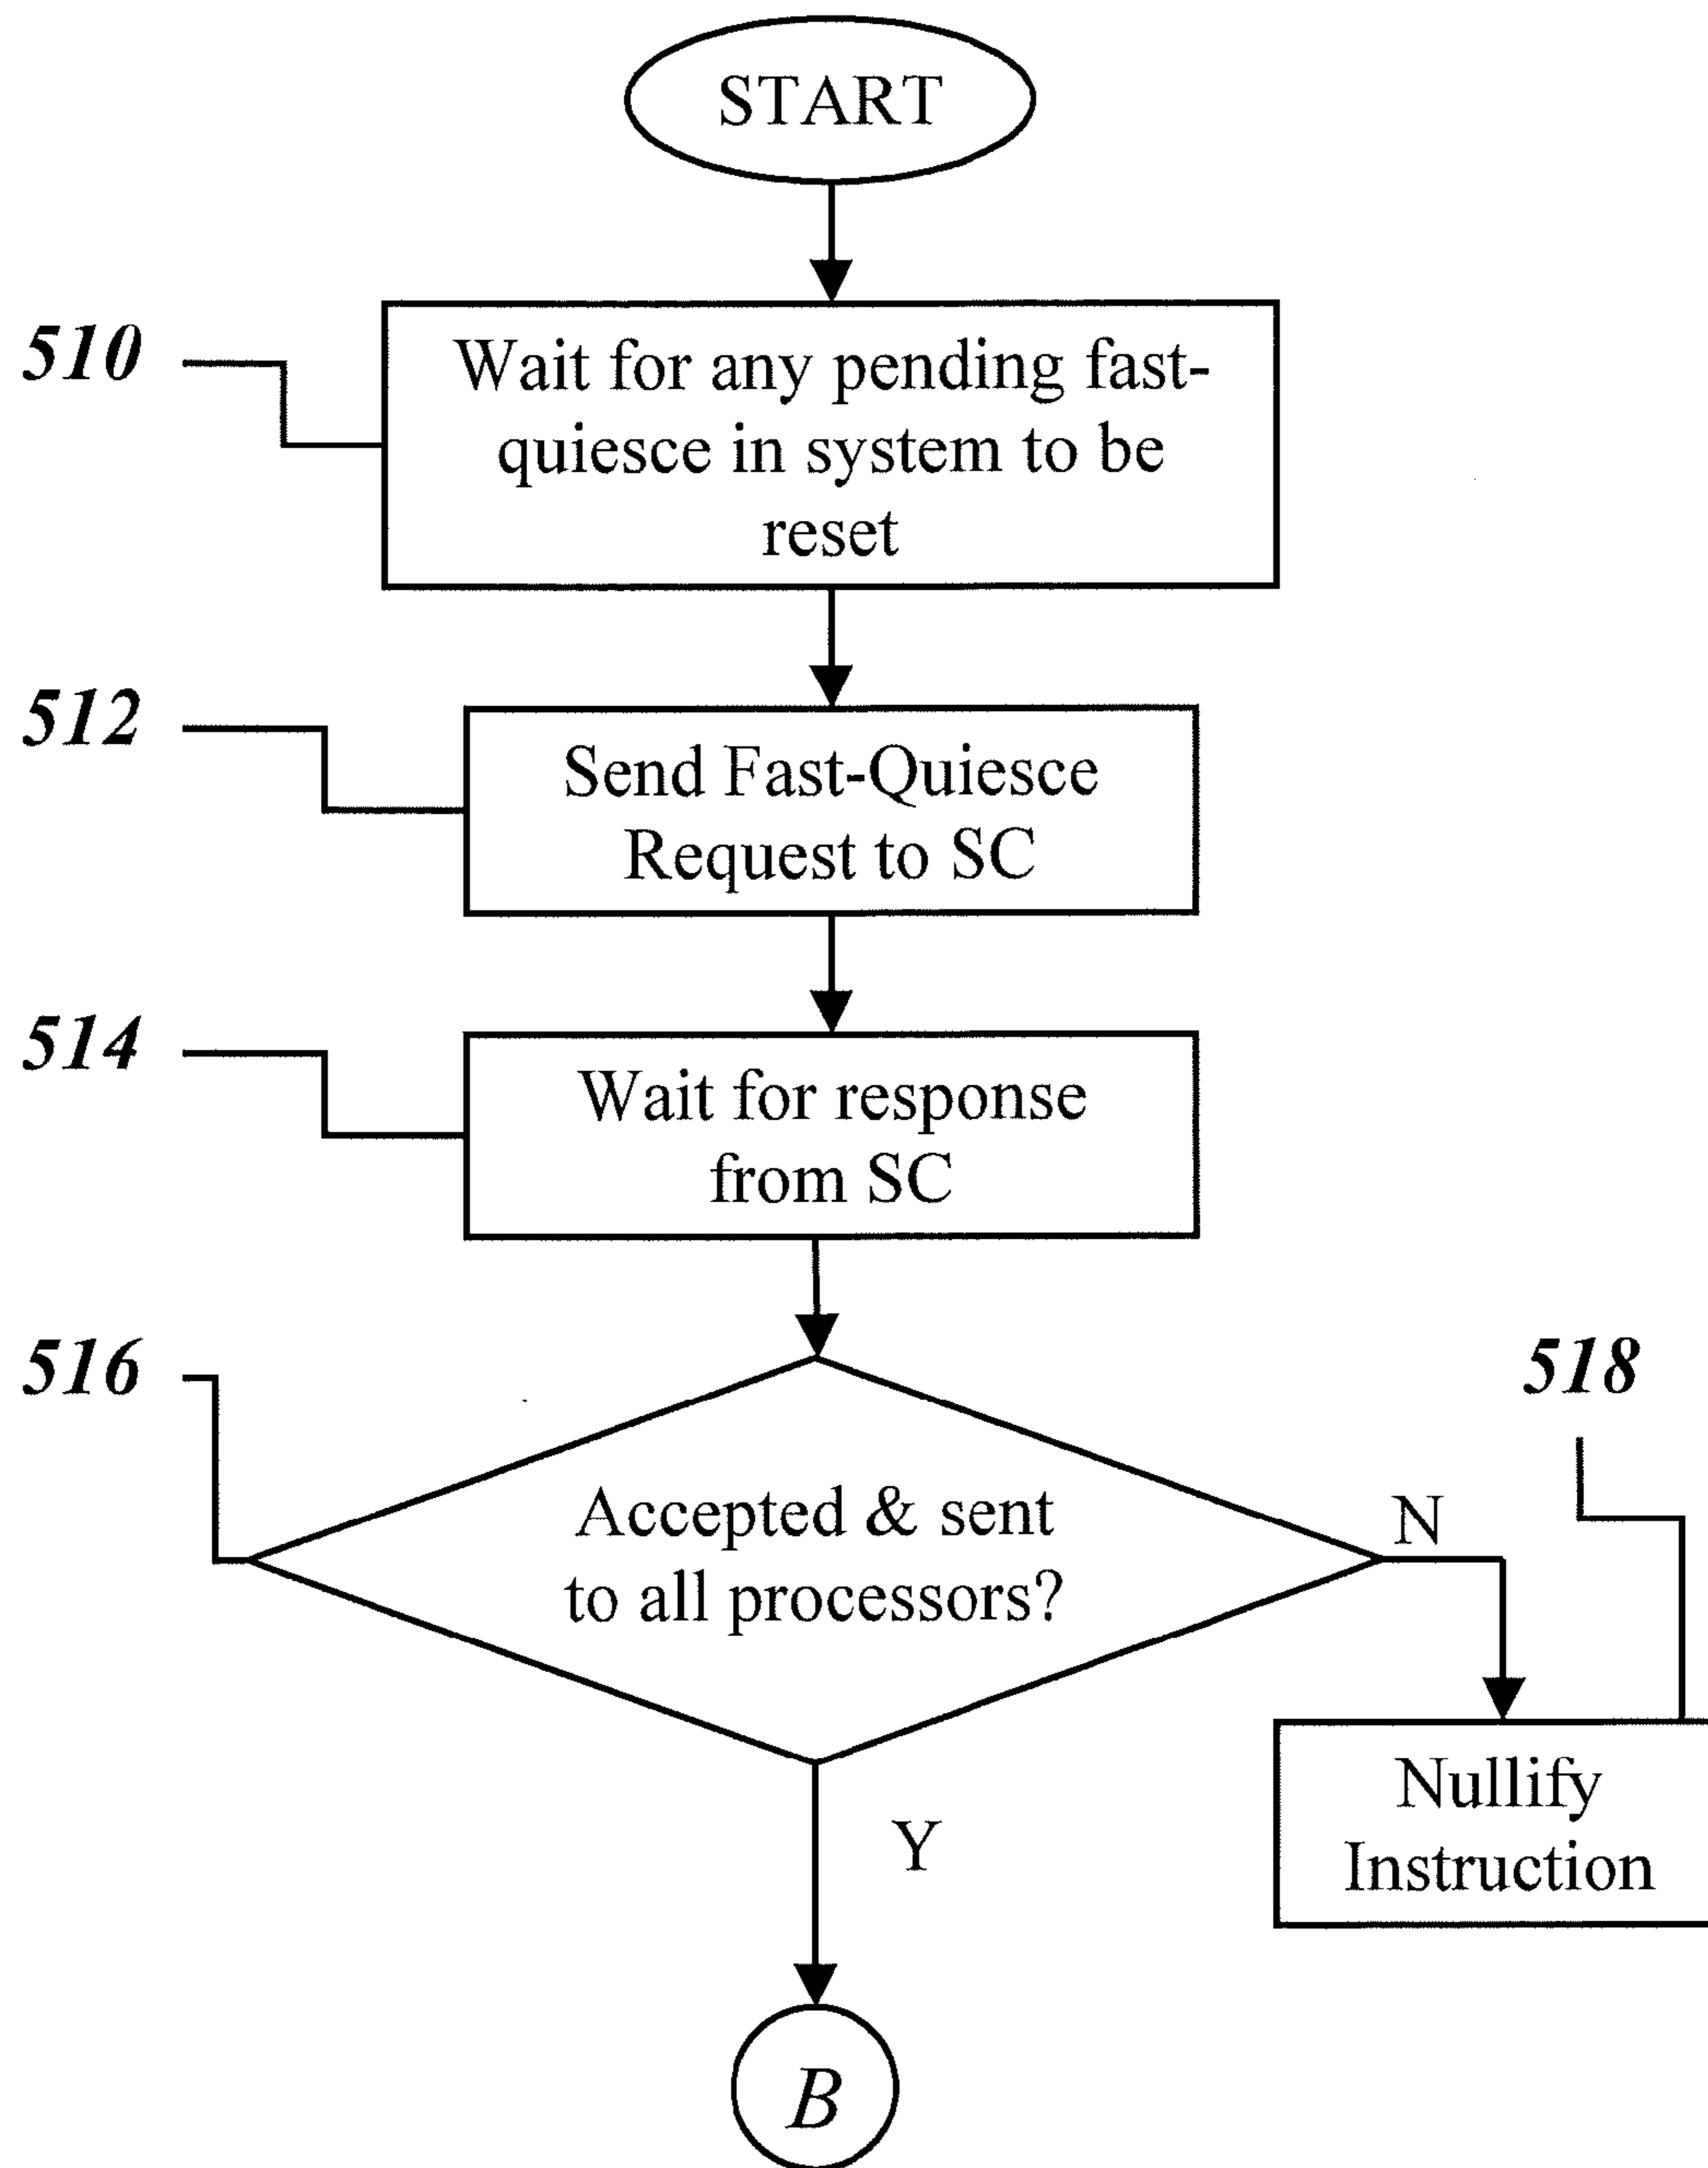 START
510
Wait for any pending fast-
quiesce in system to be
reset
512
Send Fast-Quiesce
Request to SC
514
Wait for response
from SC
516
518
Accepted & sent
to all processors?
N
Y
Nullify
Instruction
B